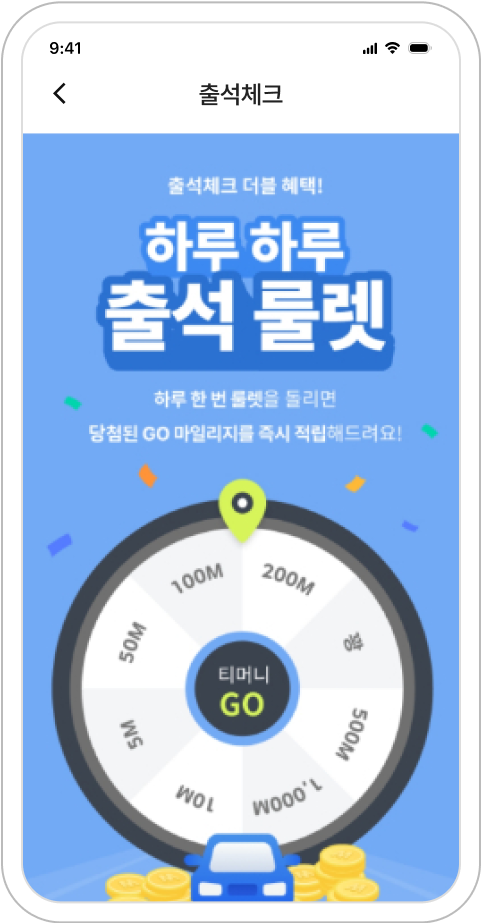 9:41
출석체크
출석체크 더블 혜택!
하루 하루
출석 룰렛
하루 한 번 룰렛을 돌리면
당첨된 GO 마일리지를 즉시 적립해드려요!
100M
200M
꽝
500M
1,000M
10M
5M
50M
티머니
GO